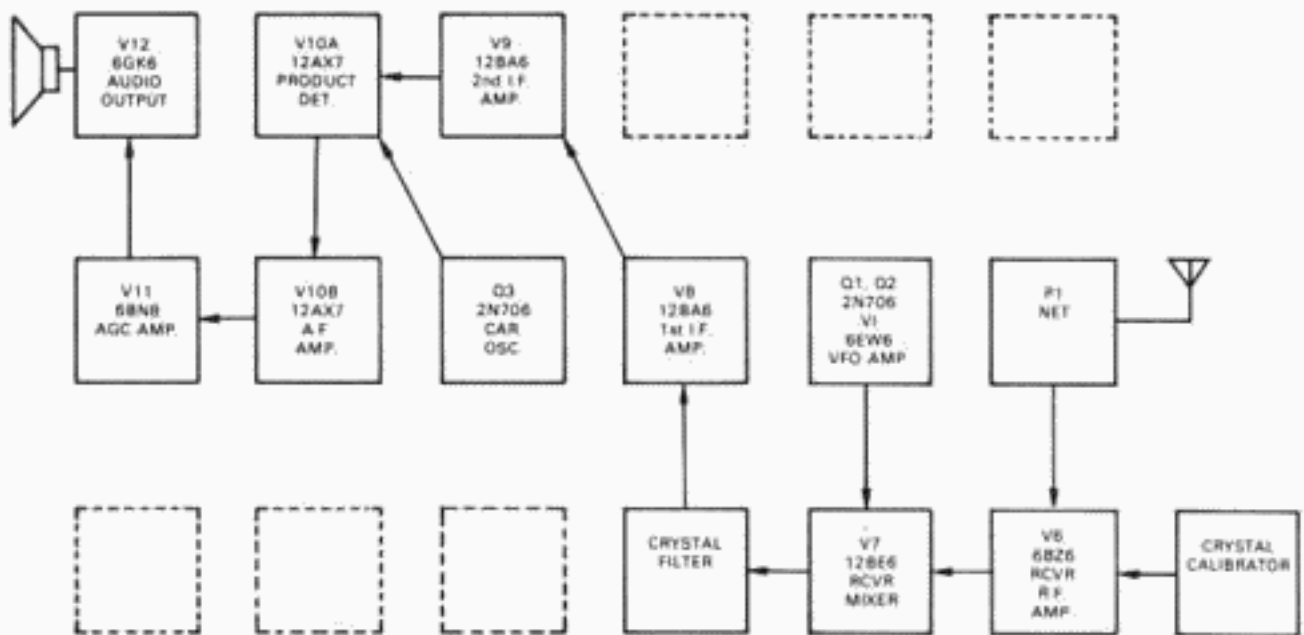 V12
6GK6
AUDIO
OUTPUT
V10A
12AX7
PRODUCT
DET.
V9
12BA6
2nd I.F.
AMP.
V11
6BN8
AGC AMP.
V10B
12AX7
A.F.
AMP.
Q3
2N706
CAR.
OSC.
V8
12BA6
1st I.F.
AMP.
Q1, Q2
2N706
V1
6EW6
VFO AMP
P1
NET
CRYSTAL
FILTER
V7
12BE6
RCVR
MIXER
V6
6BZ6
RCVR
R.F.
AMP.
CRYSTAL
CALIBRATOR